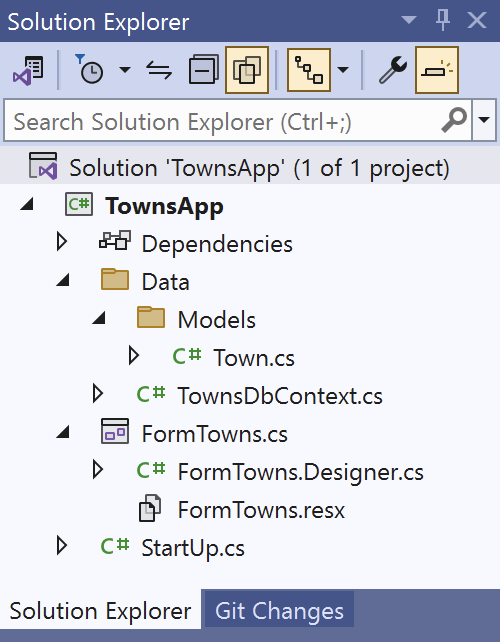 Solution Explorer
Search Solution Explorer (Ctrl+;)
Solution 'TownsApp' (1 of 1 project)
C# TownsApp
Dependencies
Data
Models
C# Town.cs
C# TownsDbContext.cs
FormTowns.cs
C# FormTowns.Designer.cs
FormTowns.resx
C# StartUp.cs
Solution Explorer Git Changes